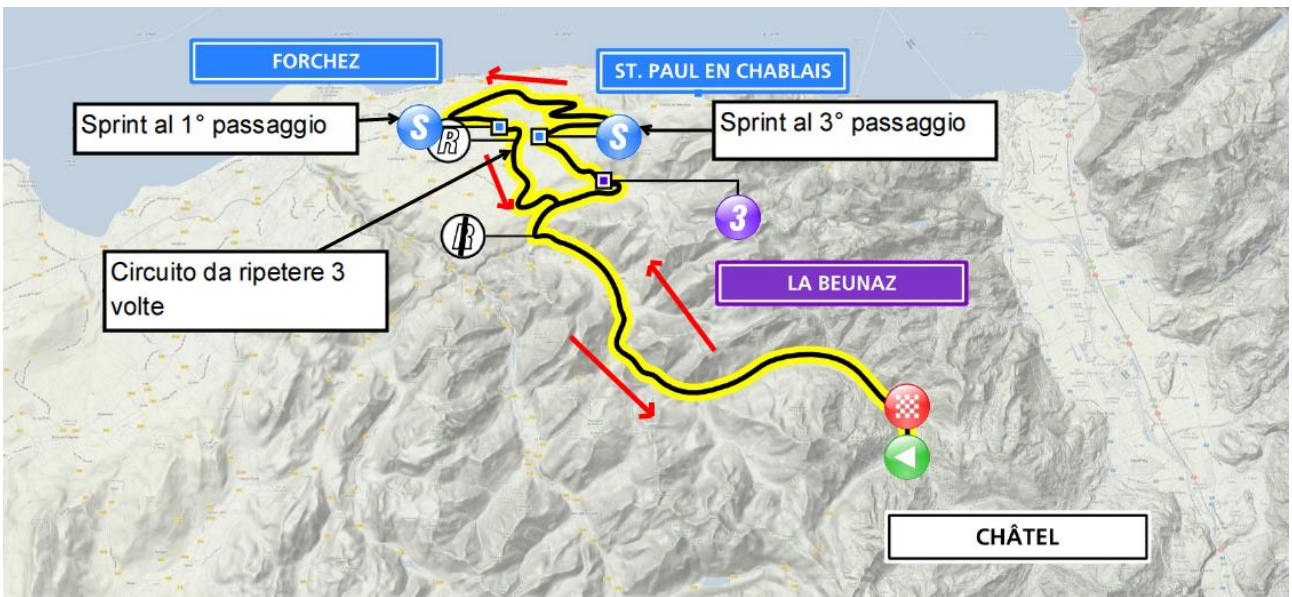 FORCHEZ
ST. PAUL EN CHABLAIS
Sprint al 1° passaggio
S
R
S
Sprint al 3° passaggio
R
3
Circuito da ripetere 3
volte
LA BEUNAZ
CHÂTEL